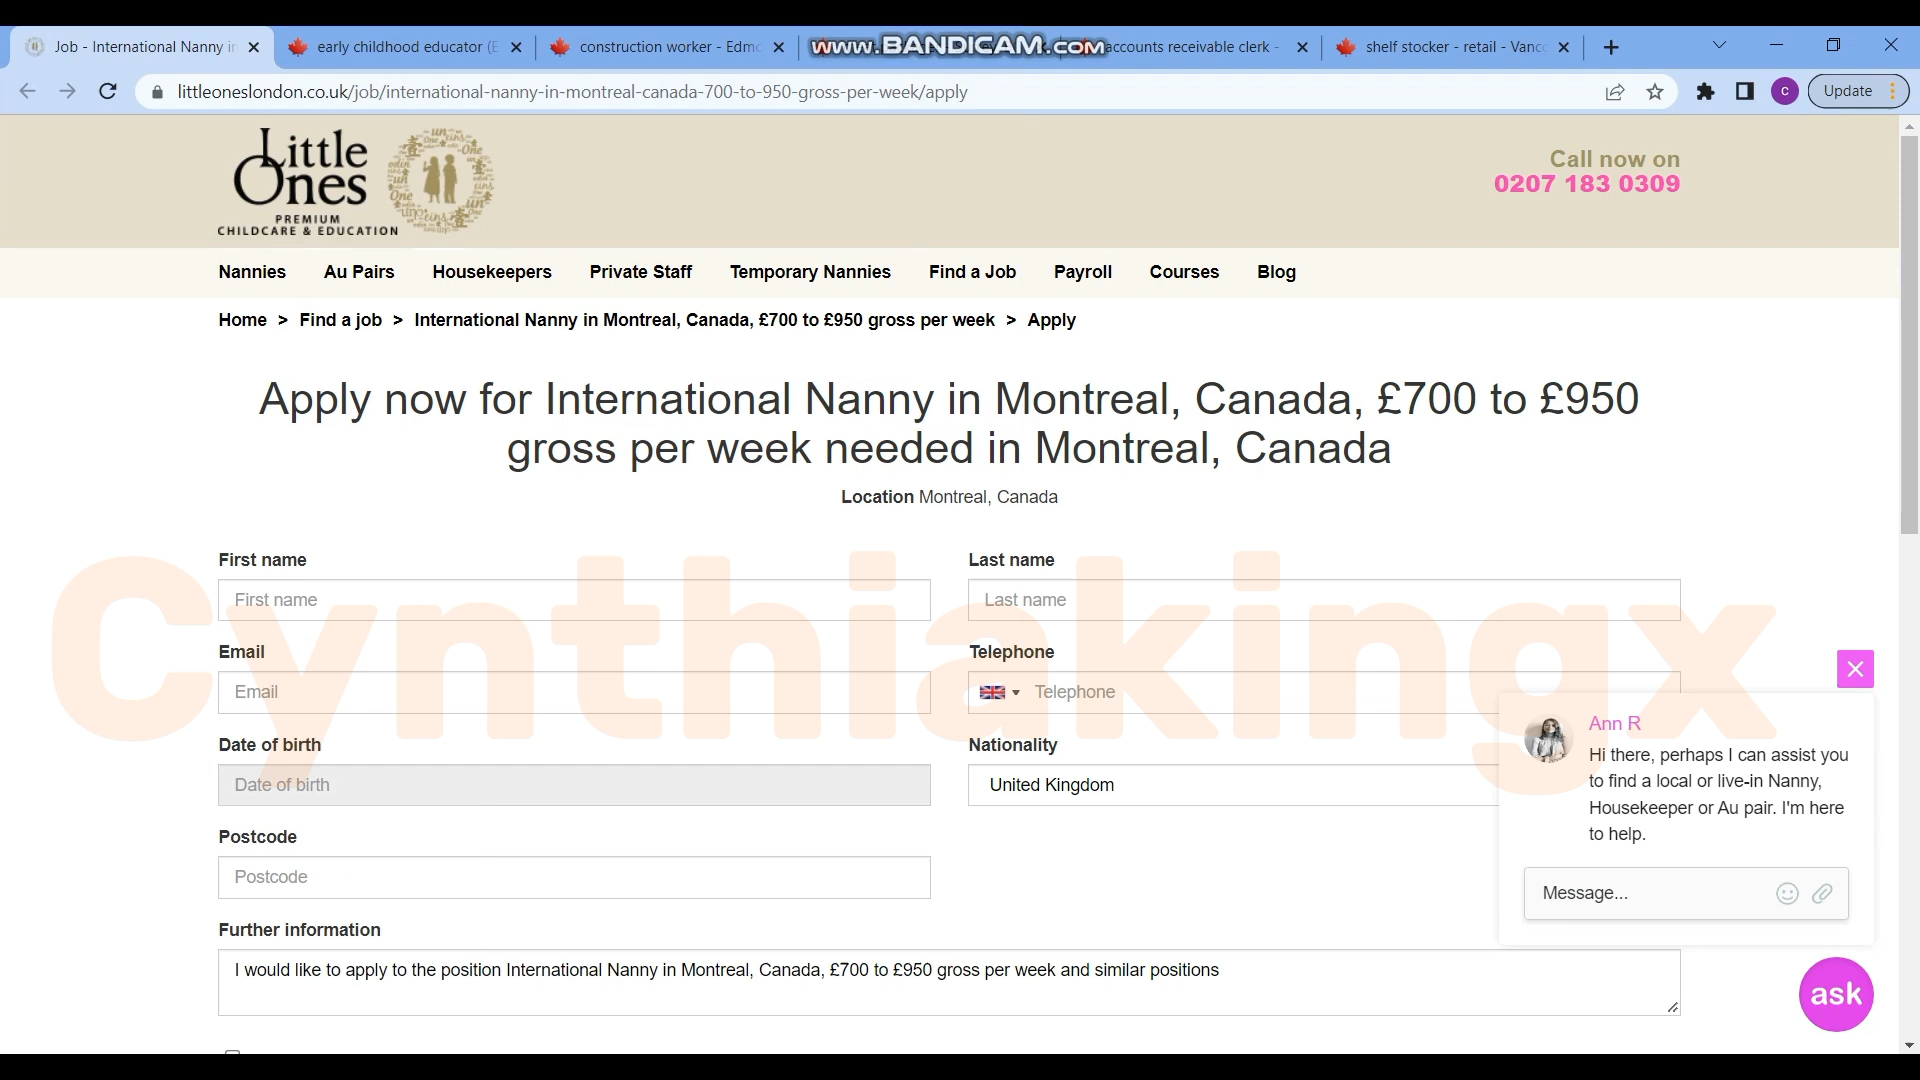 Job - International Nanny in
early childhood educator (E
construction worker - Edmo
www.BANDICAM.com
accounts receivable clerk -
shelf stocker - retail - Vanco
littleoneslondon.co.uk/job/international-nanny-in-montreal-canada-700-to-950-gross-per-week/apply
C
Update
Little
Ones
PREMIUM
CHILDCARE & EDUCATION
Call now on
0207 183 0309
Nannies Au Pairs Housekeepers Private Staff Temporary Nannies Find a Job Payroll Courses Blog
Home > Find a job > International Nanny in Montreal, Canada, £700 to £950 gross per week > Apply
Apply now for International Nanny in Montreal, Canada, £700 to £950
gross per week needed in Montreal, Canada
Location Montreal, Canada
Cynthiakingx
First name
First name
Last name
Last name
Email
Email
Telephone
Telephone
Date of birth
Date of birth
Nationality
United Kingdom
Postcode
Postcode
Further information
I would like to apply to the position International Nanny in Montreal, Canada, £700 to £950 gross per week and similar positions
Ann R
Hi there, perhaps I can assist you
to find a local or live-in Nanny,
Housekeeper or Au pair. I'm here
to help.
Message...
ask